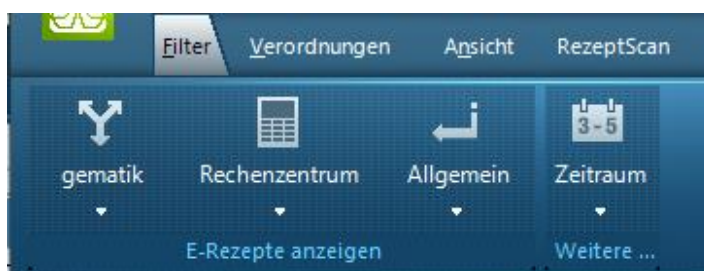 Filter Verordnungen Ansicht RezeptScan
3-5
gematik Rechenzentrum Allgemein Zeitraum
E-Rezepte anzeigen Weitere ...